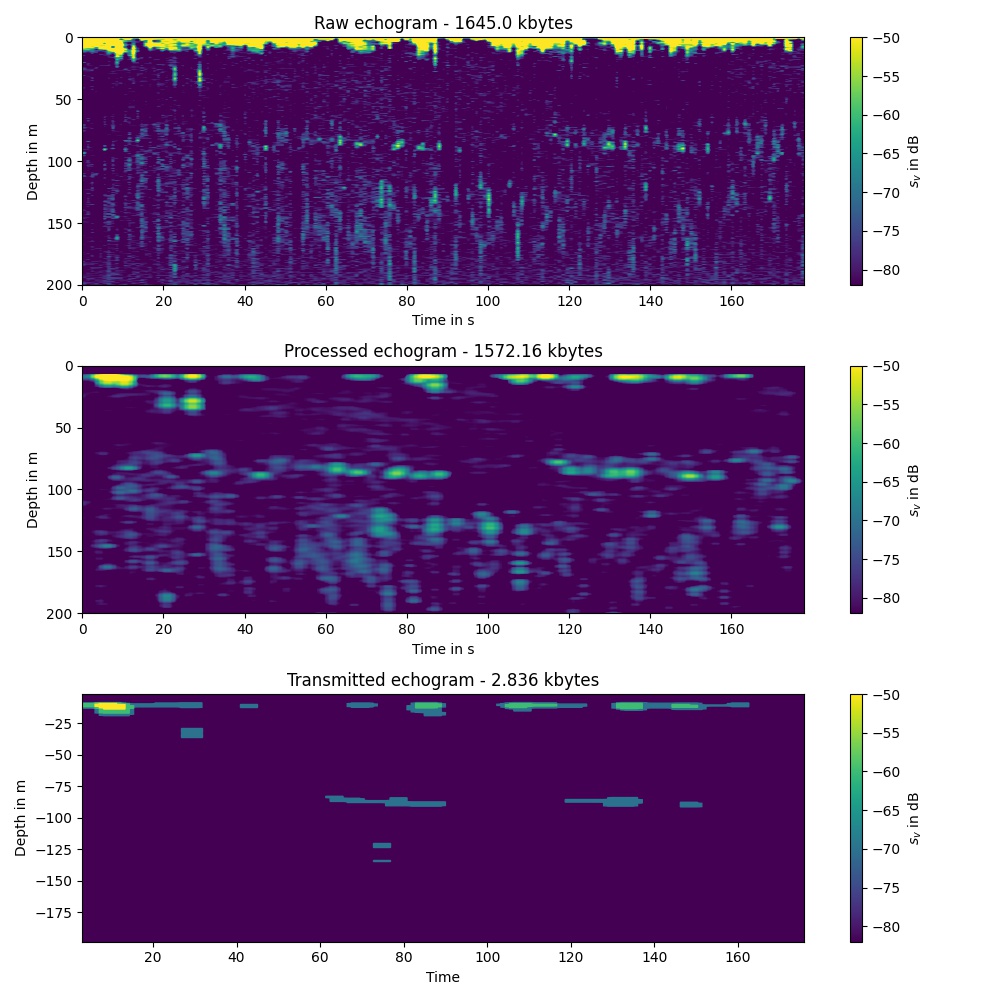 Raw echogram - 1645.0 kbytes
0
50
100
150
200
Depth in m
0 20 40 60 80 100 120 140 160
Time in s
−50
−55
−60
−65
−70
−75
−80
sv in dB
Processed echogram - 1572.16 kbytes
0
50
100
150
200
Depth in m
0 20 40 60 80 100 120 140 160
Time in s
−50
−55
−60
−65
−70
−75
−80
sv in dB
Transmitted echogram - 2.836 kbytes
−25
−50
−75
−100
−125
−150
−175
Depth in m
20 40 60 80 100 120 140 160
Time
−50
−55
−60
−65
−70
−75
−80
sv in dB